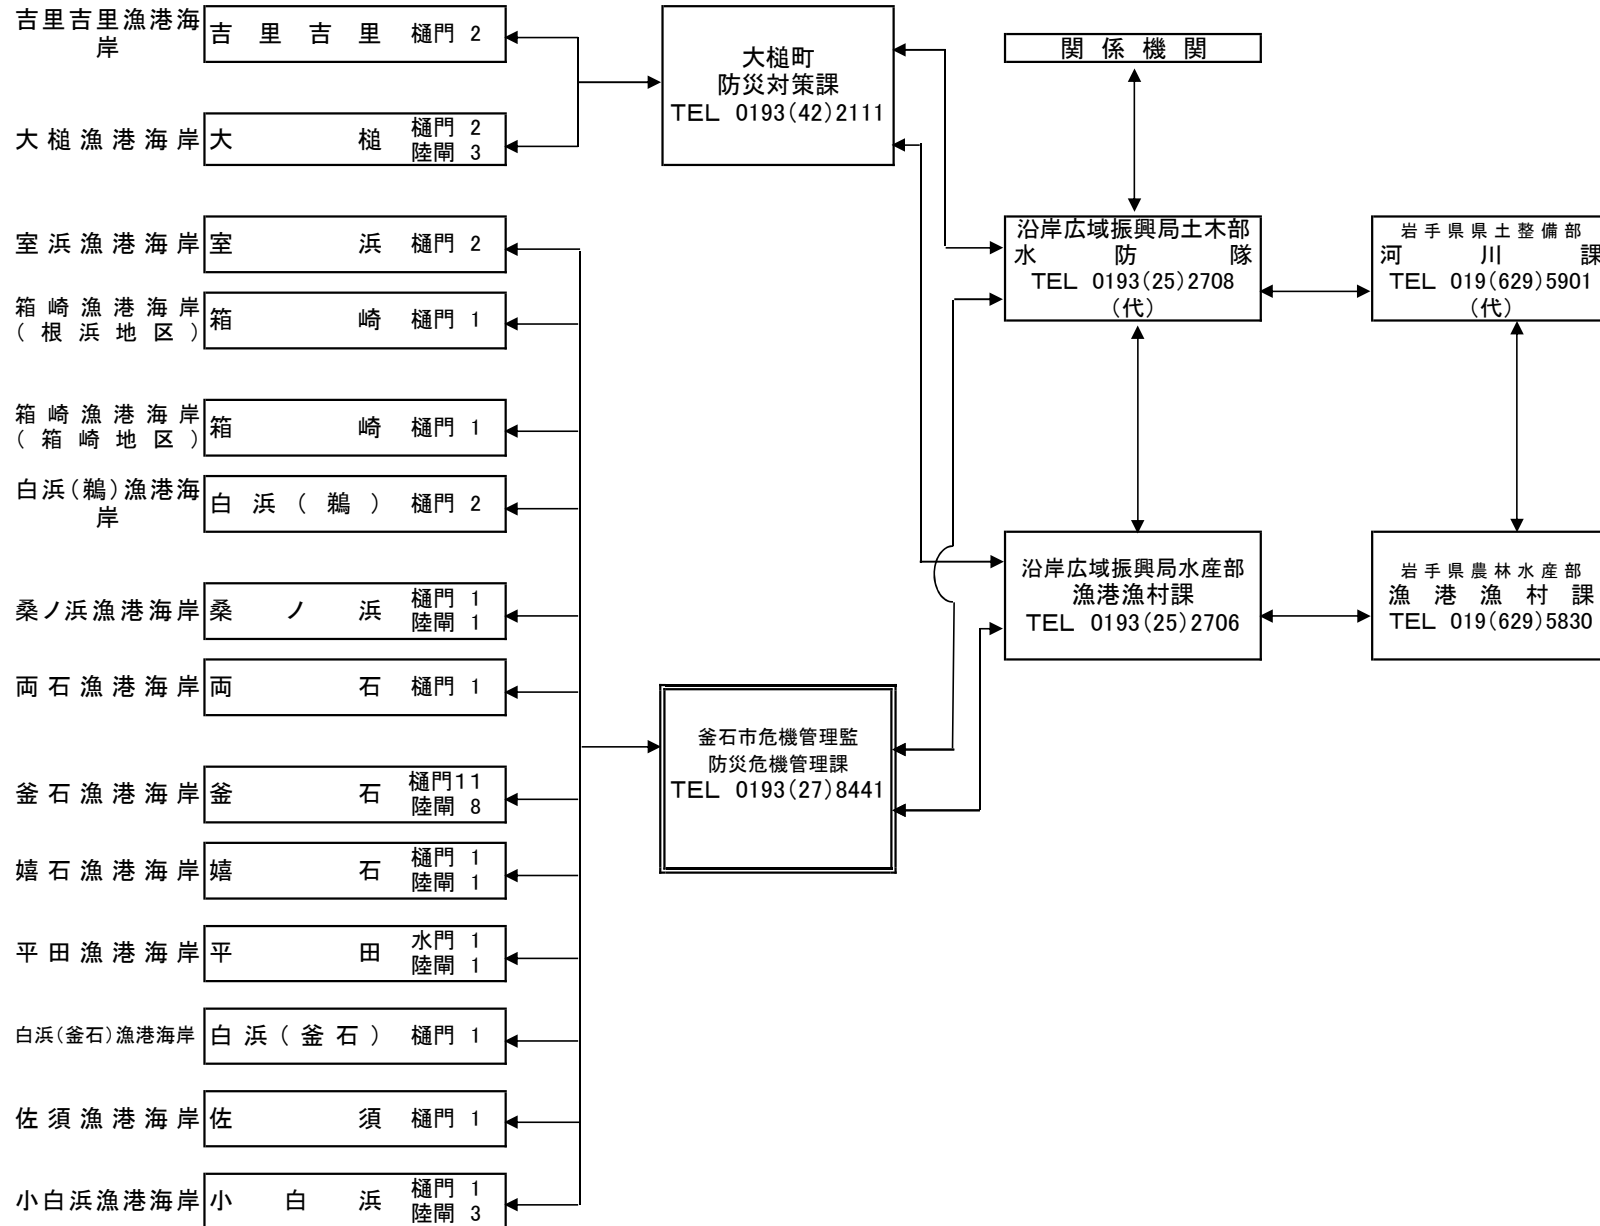 吉里吉里漁港海岸
吉里吉里 樋門 2
大槌漁港海岸
大槌 樋門 2
陸閘 3
室浜漁港海岸
室浜 樋門 2
箱崎漁港海岸
(根浜地区)
箱崎 樋門 1
箱崎漁港海岸
(箱崎地区)
箱崎 樋門 1
白浜(鵜)漁港海岸
白浜(鵜) 樋門 2
桑ノ浜漁港海岸
桑ノ浜 樋門 1
陸閘 1
両石漁港海岸
両石 樋門 1
釜石漁港海岸
釜石 樋門11
陸閘 8
嬉石漁港海岸
嬉石 樋門 1
陸閘 1
平田漁港海岸
平田 水門 1
陸閘 1
白浜(釜石)漁港海岸
白浜(釜石) 樋門 1
佐須漁港海岸
佐須 樋門 1
小白浜漁港海岸
小白浜 樋門 1
陸閘 3
大槌町
防災対策課
TEL 0193(42)2111
釜石市危機管理監
防災危機管理課
TEL 0193(27)8441
関係機関
沿岸広域振興局土木部
水防隊
TEL 0193(25)2708
(代)
沿岸広域振興局水産部
漁港漁村課
TEL 0193(25)2706
岩手県県土整備部
河川課
TEL 019(629)5901
(代)
岩手県農林水産部
漁港漁村課
TEL 019(629)5830